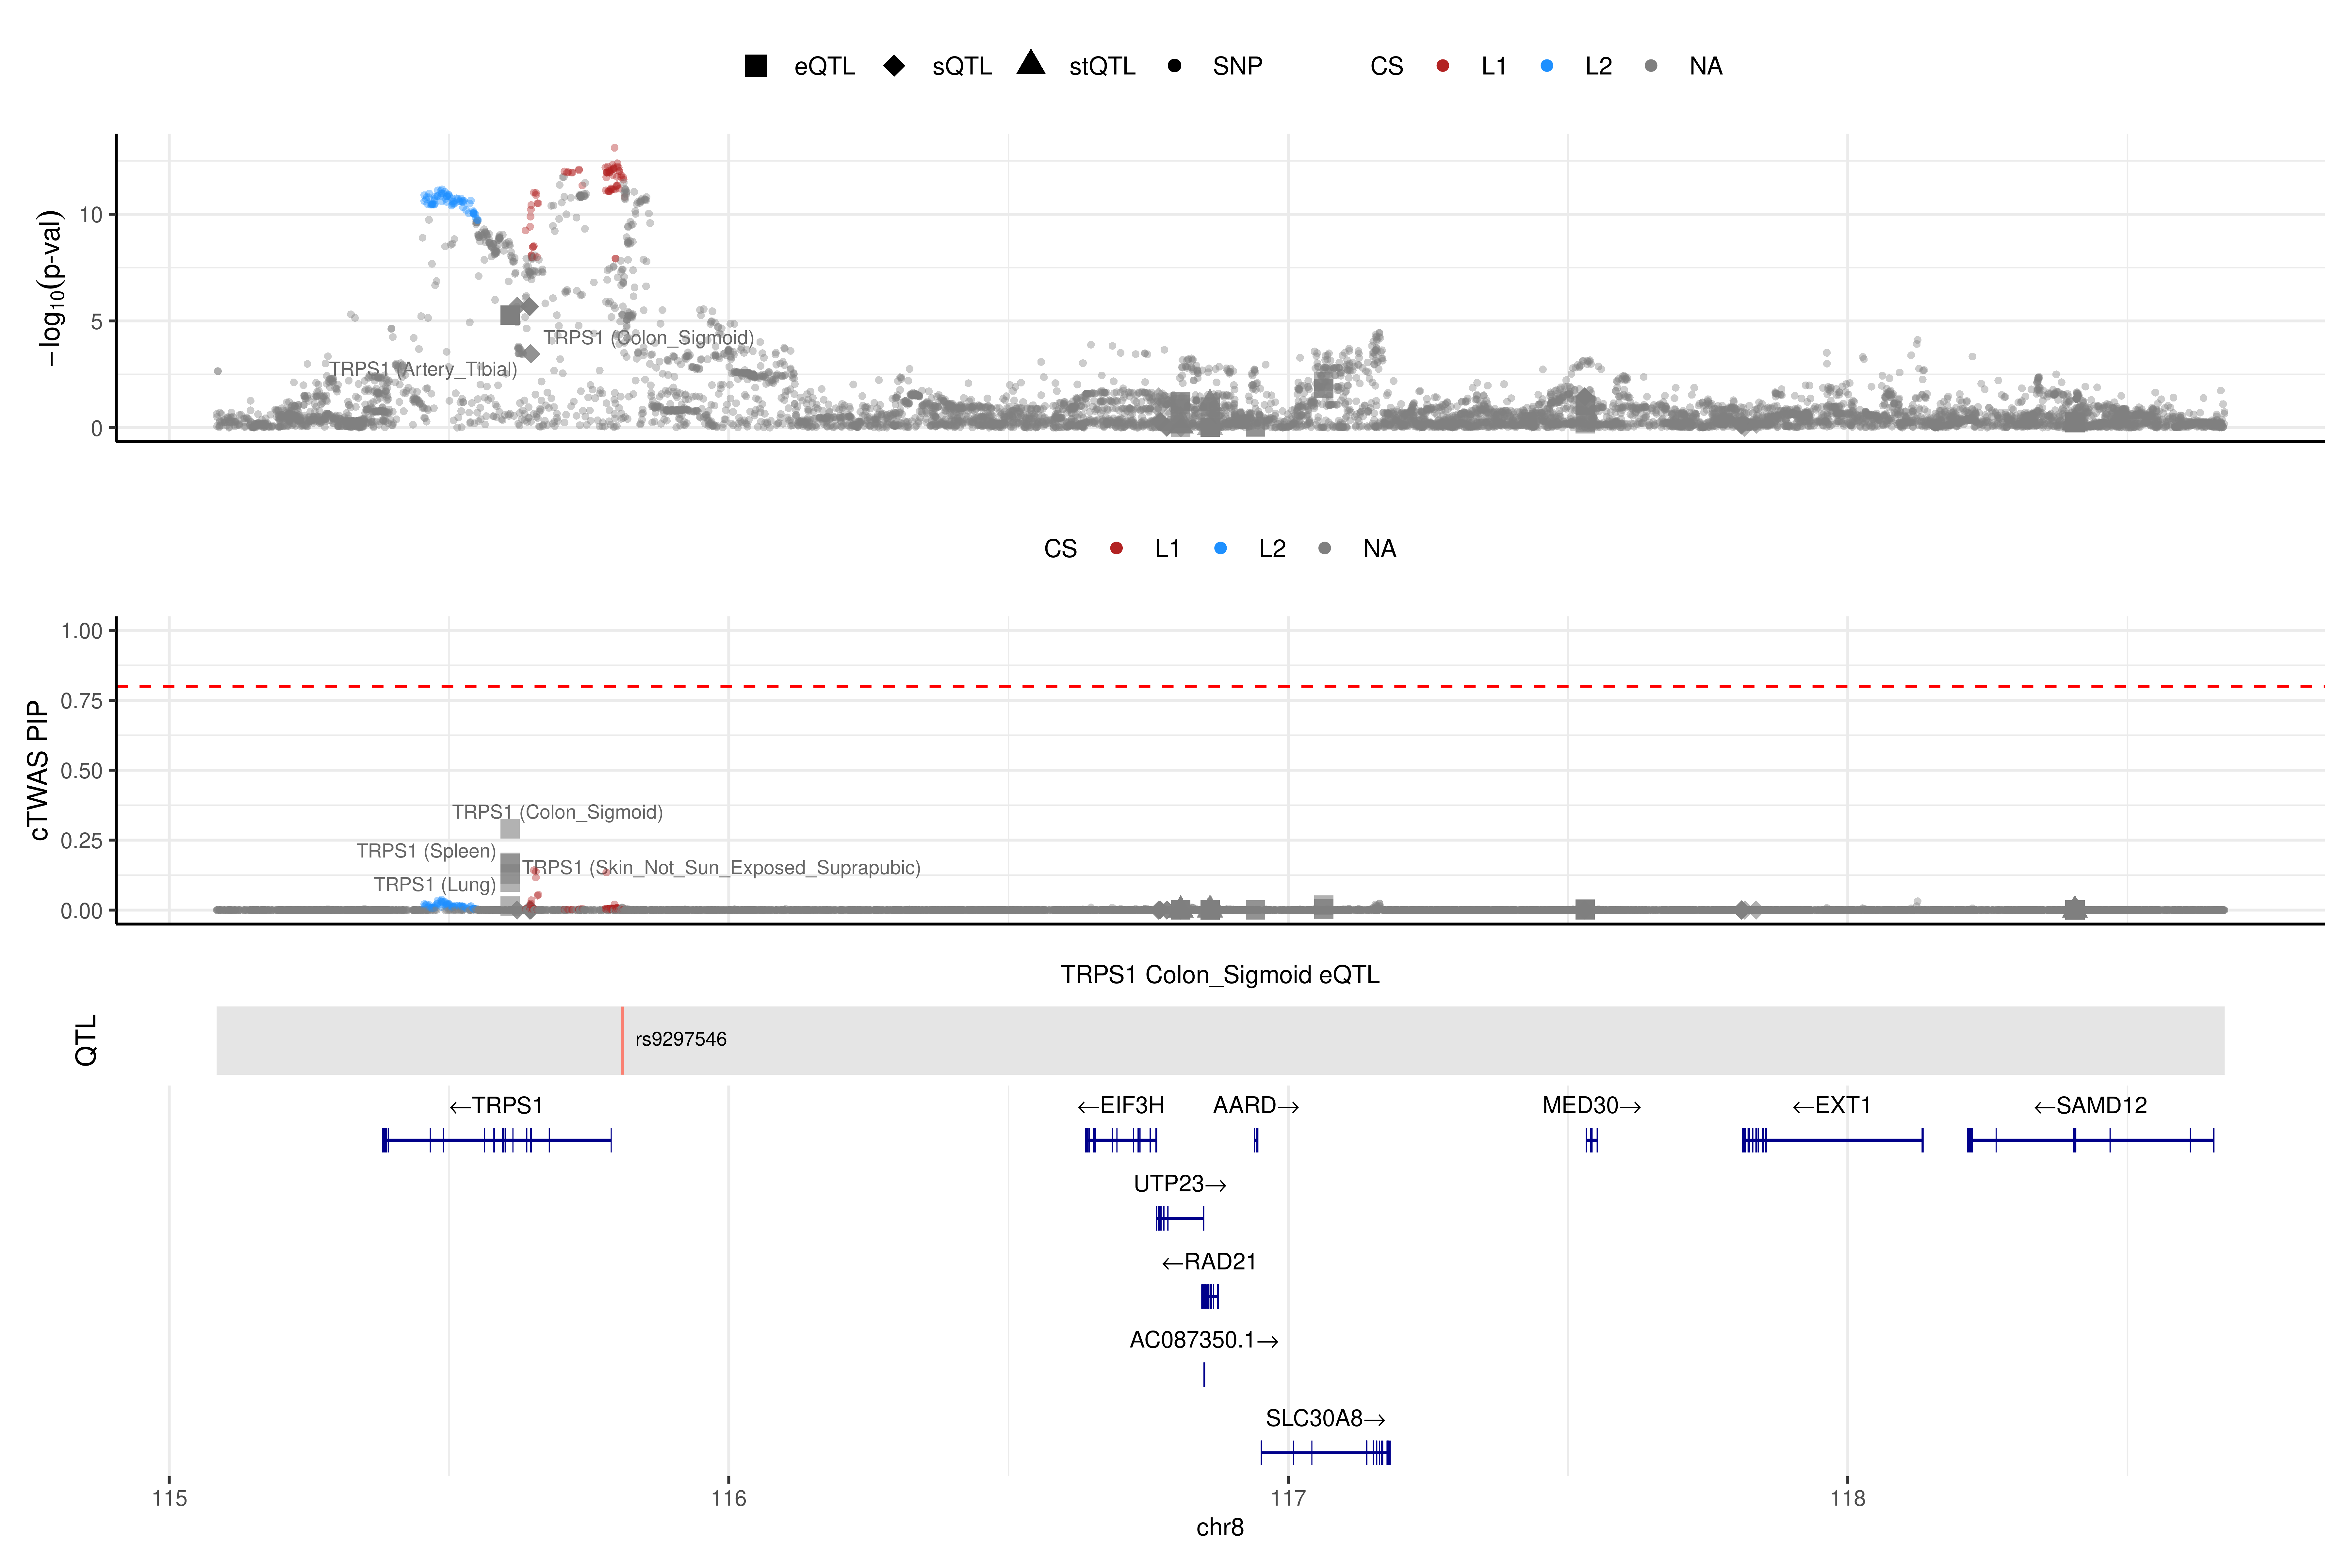 eQTL sQTL stQTL SNP CS L1 L2 NA
−log10(p-val)
10
5
0
TRPS1 (Colon_Sigmoid)
TRPS1 (Artery_Tibial)
CS L1 L2 NA
cTWAS PIP
1.00
0.75
0.50
0.25
0.00
TRPS1 (Colon_Sigmoid)
TRPS1 (Spleen)
TRPS1 (Skin_Not_Sun_Exposed_Suprapubic)
TRPS1 (Lung)
TRPS1 Colon_Sigmoid eQTL
QTL
rs9297546
←TRPS1 ←EIF3H AARD→ MED30→ ←EXT1 ←SAMD12
UTP23→
←RAD21
AC087350.1→
SLC30A8→
115 116 117 118
chr8